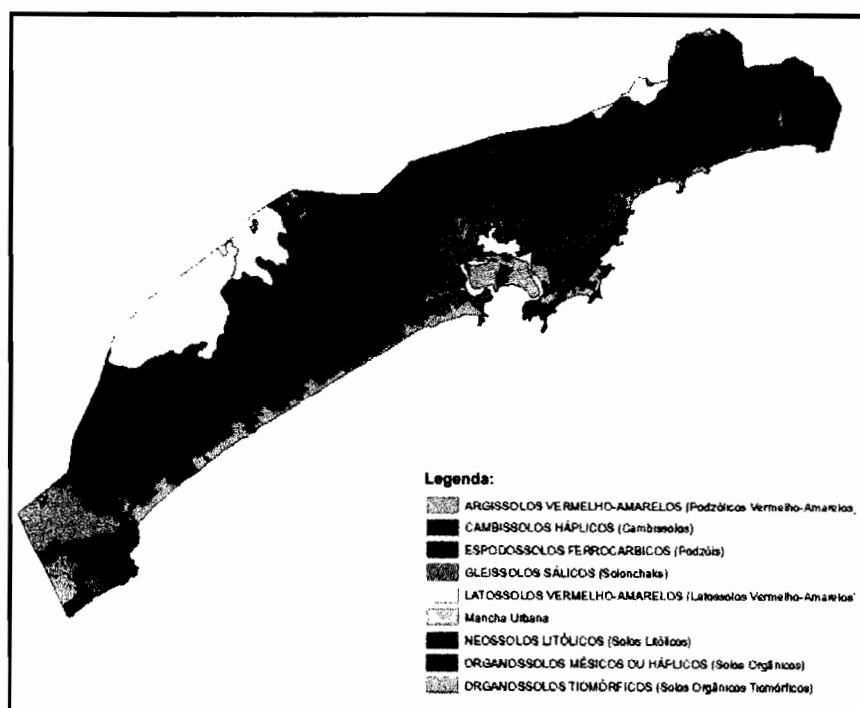 Legenda:
ARGISSOLOS VERMELHO-AMARELOS (Podzólicos Vermelho-Amarelos)
CAMBISSOLOS HÁPLICOS (Cambissolos)
ESPODOSSOLOS FERROCARBICOS (Podzóis)
GLEISSOLOS SÁLICOS (Solonchaks)
LATOSSOLOS VERMELHO-AMARELOS (Latossolos Vermelho-Amarelos)
Mancha Urbana
NEOSSOLOS LITÓLICOS (Solos Litólicos)
ORGANOSSOLOS MÉSICOS OU HÁPLICOS (Solos Orgânicos)
ORGANOSSOLOS TIOMÓRFICOS (Solos Orgânicos Tiomórficos)